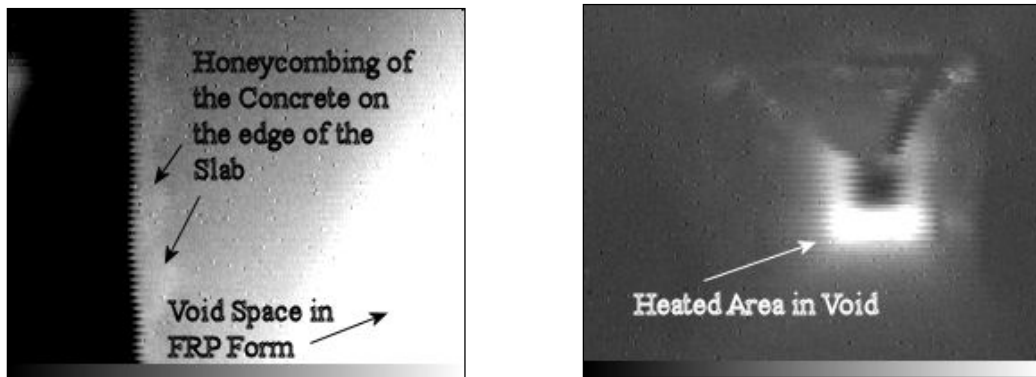 Honeycombing of
the Concrete on
the edge of the
Slab
Void Space in
FRP Form
Heated Area in Void